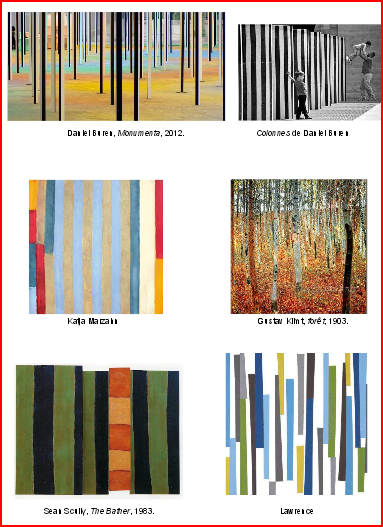 Daniel Buren, Monumenta, 2012.
Colonnes de Daniel Buren
Katja Marzahn
Gustav Klimt, forêt, 1903.
Sean Scully, The Bather, 1983.
Lawrence